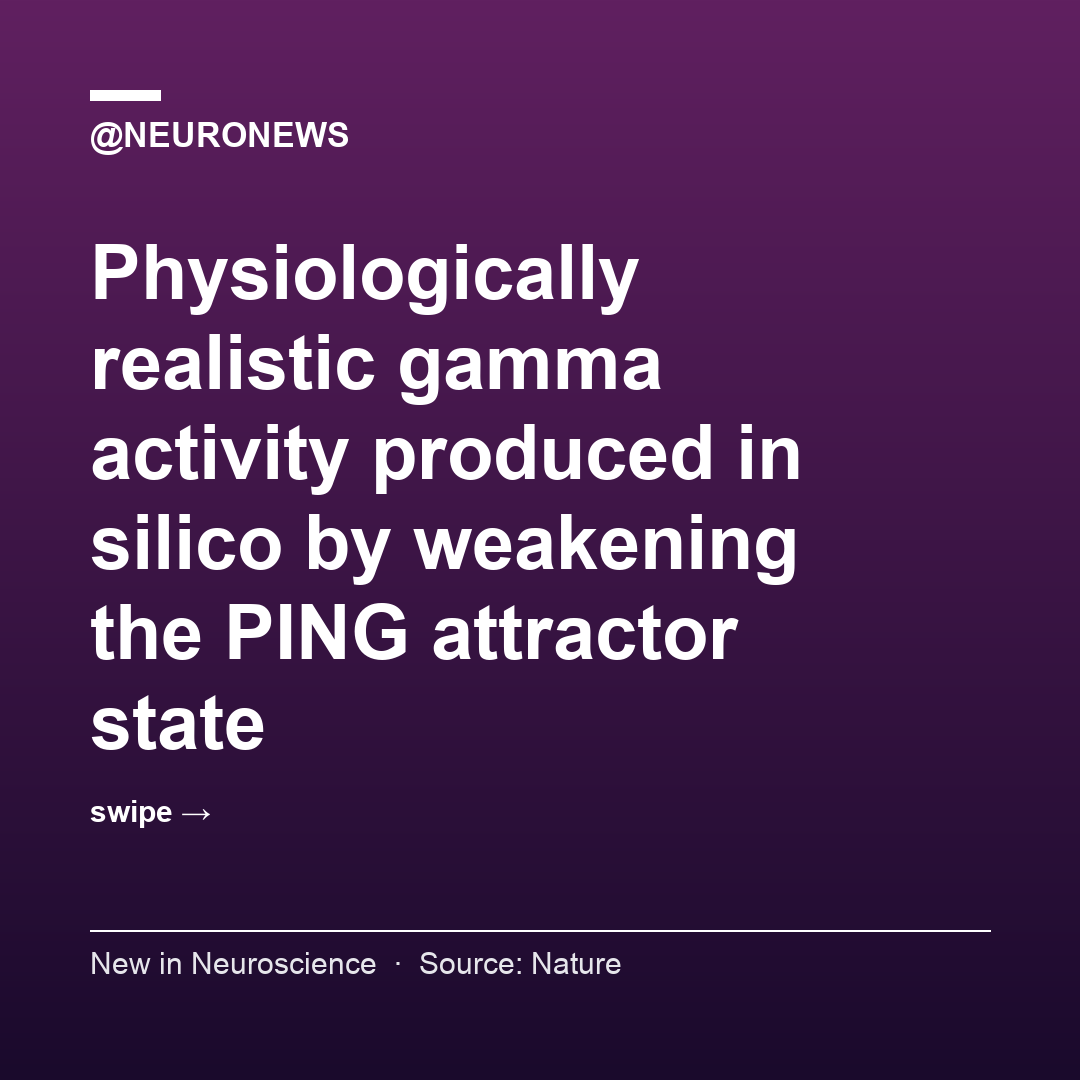 @NEURONEWS
Physiologically
realistic gamma
activity produced in
silico by weakening
the PING attractor
state
swipe →
New in Neuroscience · Source: Nature